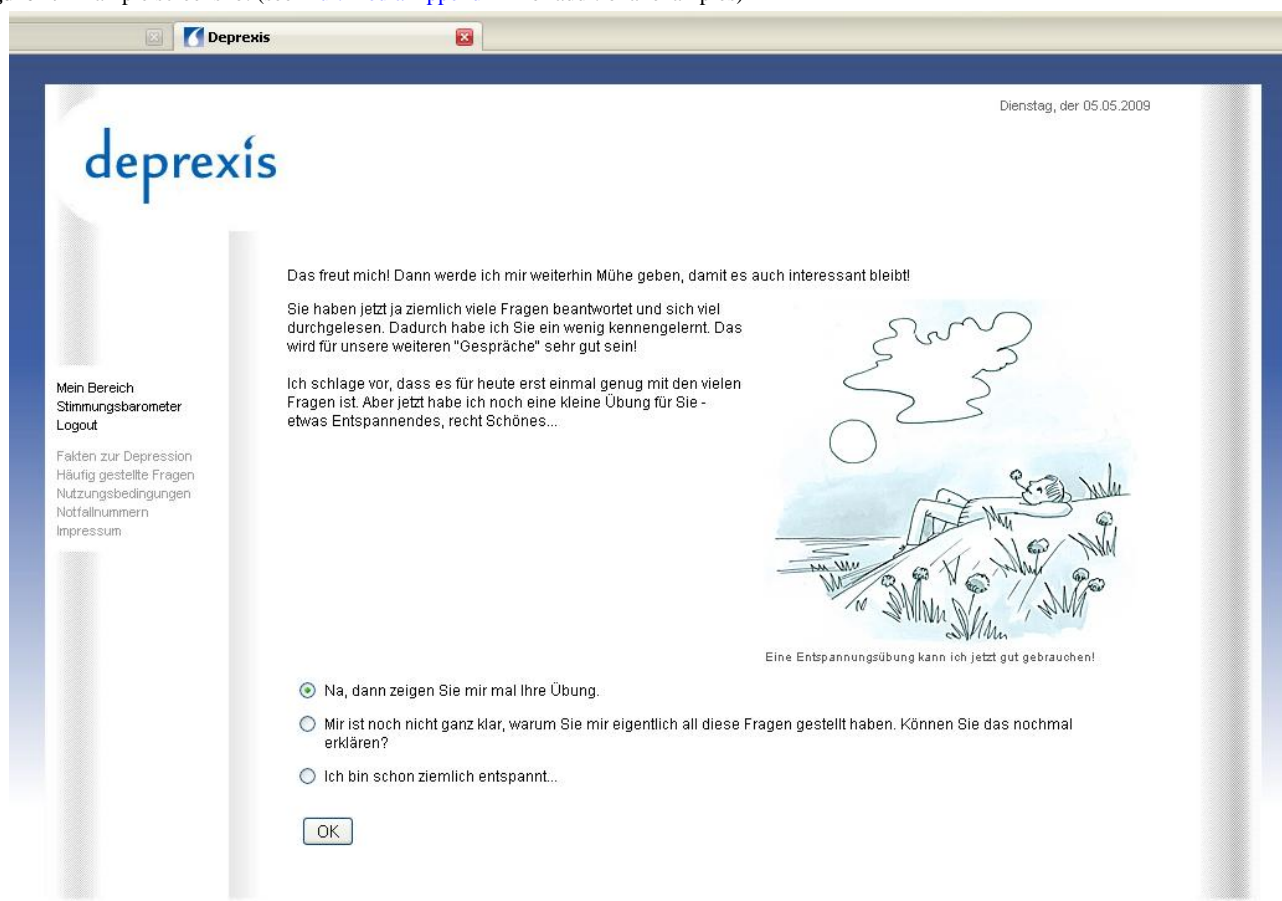 Deprexis
Dienstag, der 05.05.2009
deprexis
Das freut mich! Dann werde ich mir weiterhin Mühe geben, damit es auch interessant bleibt!
Sie haben jetzt ja ziemlich viele Fragen beantwortet und sich viel
durchgelesen. Dadurch habe ich Sie ein wenig kennengelernt. Das
wird für unsere weiteren "Gespräche" sehr gut sein!
Ich schlage vor, dass es für heute erst einmal genug mit den vielen
Fragen ist. Aber jetzt habe ich noch eine kleine Übung für Sie -
etwas Entspannendes, recht Schönes...
Mein Bereich
Stimmungsbarometer
Logout
Fakten zur Depression
Häufig gestellte Fragen
Nutzungsbedingungen
Notfallnummern
Impressum
Eine Entspannungsübung kann ich jetzt gut gebrauchen!
Na, dann zeigen Sie mir mal Ihre Übung.
Mir ist noch nicht ganz klar, warum Sie mir eigentlich all diese Fragen gestellt haben. Können Sie das nochmal
erklären?
Ich bin schon ziemlich entspannt...
OK